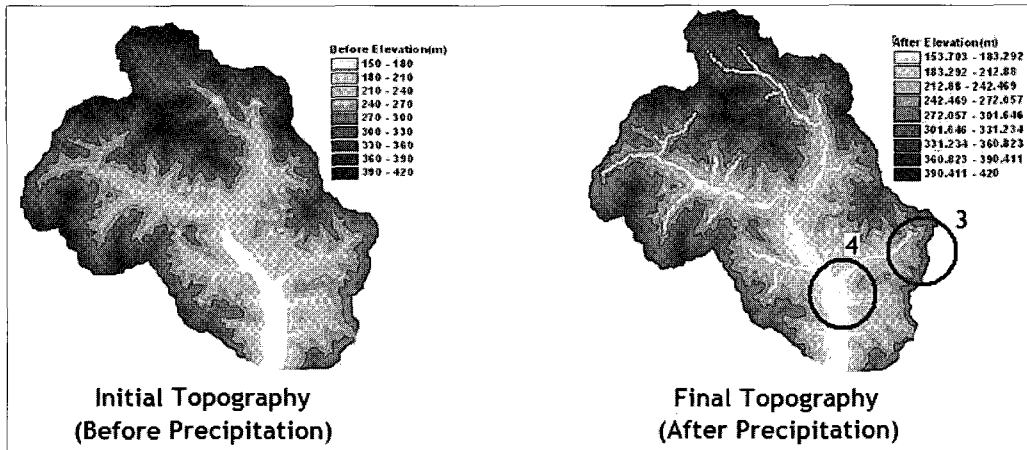 Before Elevation(m)
150 - 180
180 - 210
210 - 240
240 - 270
270 - 300
300 - 330
330 - 360
360 - 390
390 - 420
After Elevation(m)
153.703 - 183.292
183.292 - 212.88
212.88 - 242.469
242.469 - 272.057
272.057 - 301.646
301.646 - 331.234
331.234 - 360.823
360.823 - 390.411
390.411 - 420
3
4
Initial Topography
(Before Precipitation)
Final Topography
(After Precipitation)